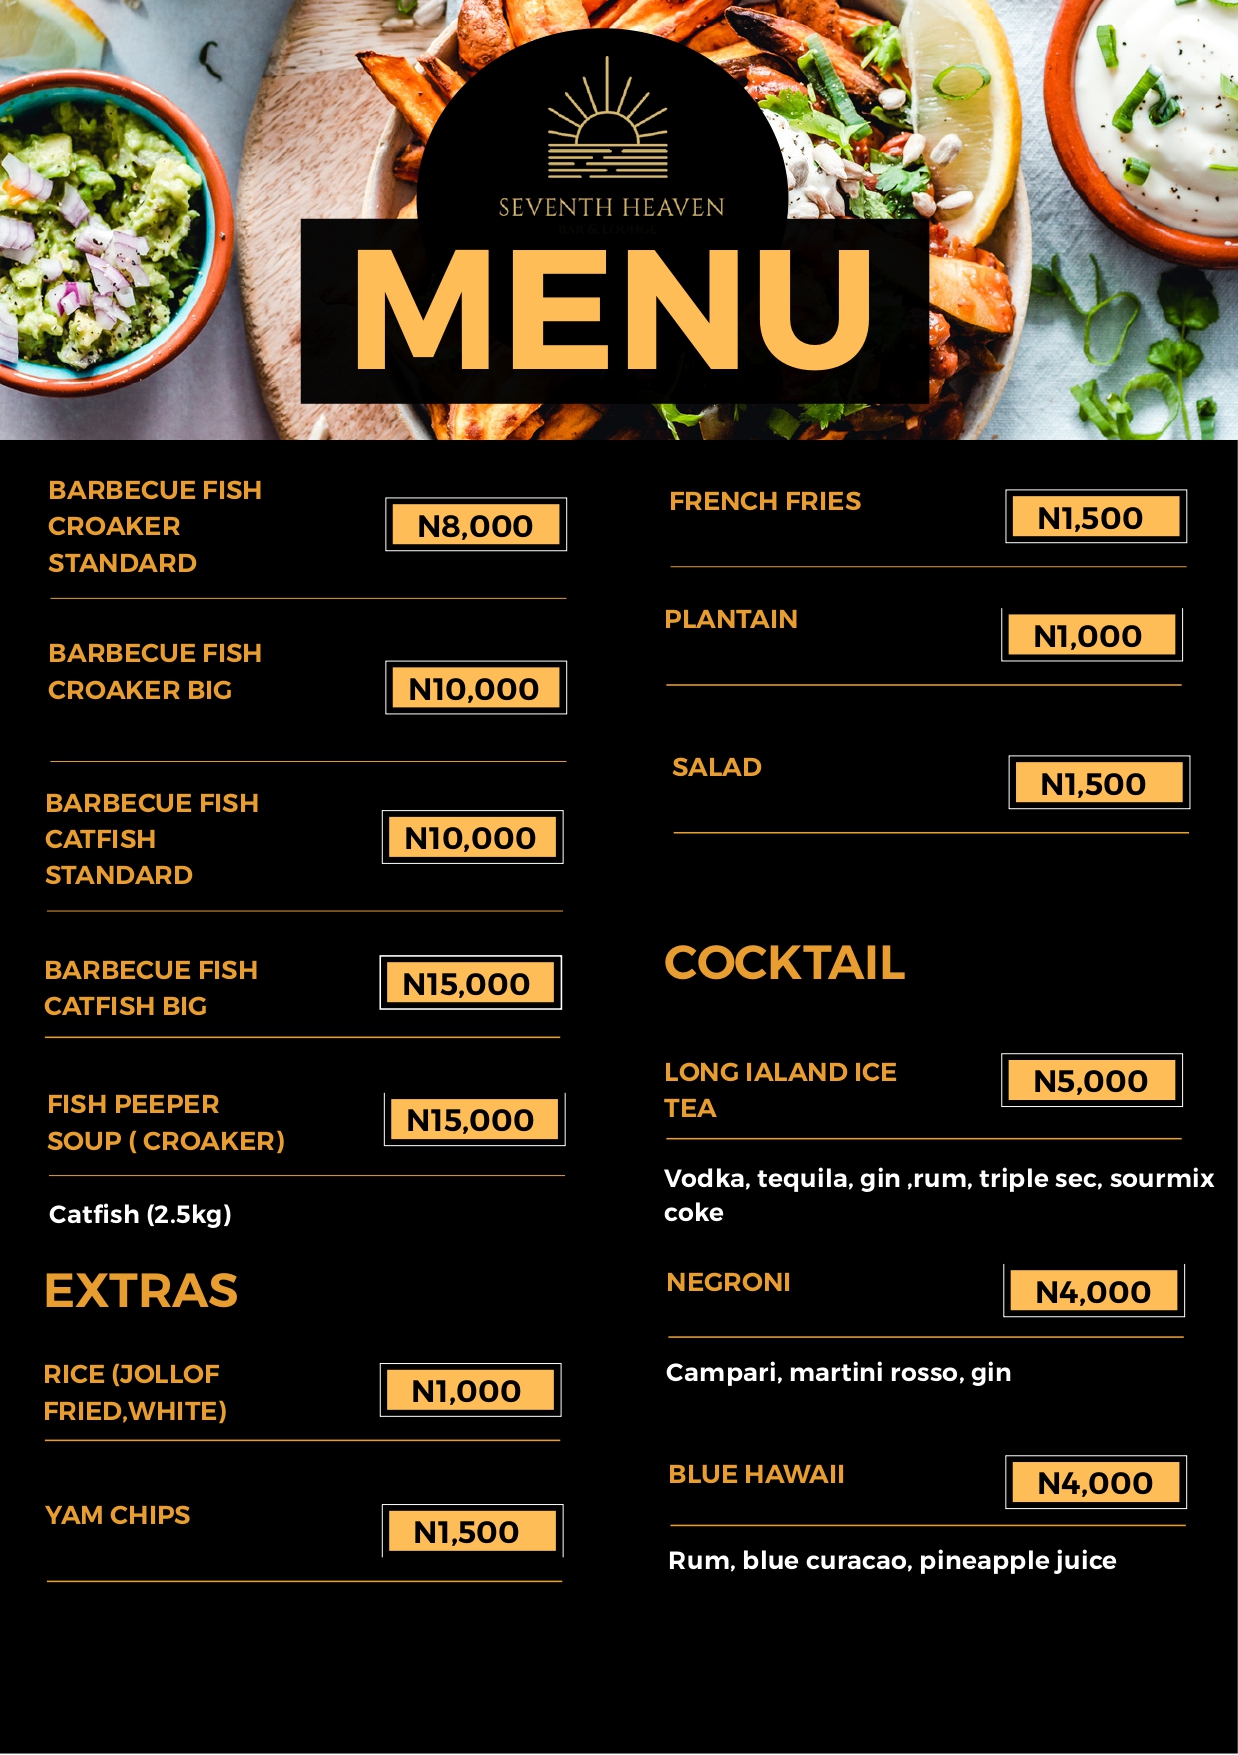 SEVENTH HEAVEN
BAR & LOUNGE
MENU
BARBECUE FISH
CROAKER
STANDARD
N8,000
BARBECUE FISH
CROAKER BIG
N10,000
BARBECUE FISH
CATFISH
STANDARD
N10,000
BARBECUE FISH
CATFISH BIG
N15,000
FISH PEEPER
SOUP ( CROAKER)
N15,000
Catfish (2.5kg)
EXTRAS
RICE (JOLLOF
FRIED,WHITE)
N1,000
YAM CHIPS
N1,500
FRENCH FRIES
N1,500
PLANTAIN
N1,000
SALAD
N1,500
COCKTAIL
LONG IALAND ICE
TEA
N5,000
Vodka, tequila, gin ,rum, triple sec, sourmix
coke
NEGRONI
N4,000
Campari, martini rosso, gin
BLUE HAWAII
N4,000
Rum, blue curacao, pineapple juice